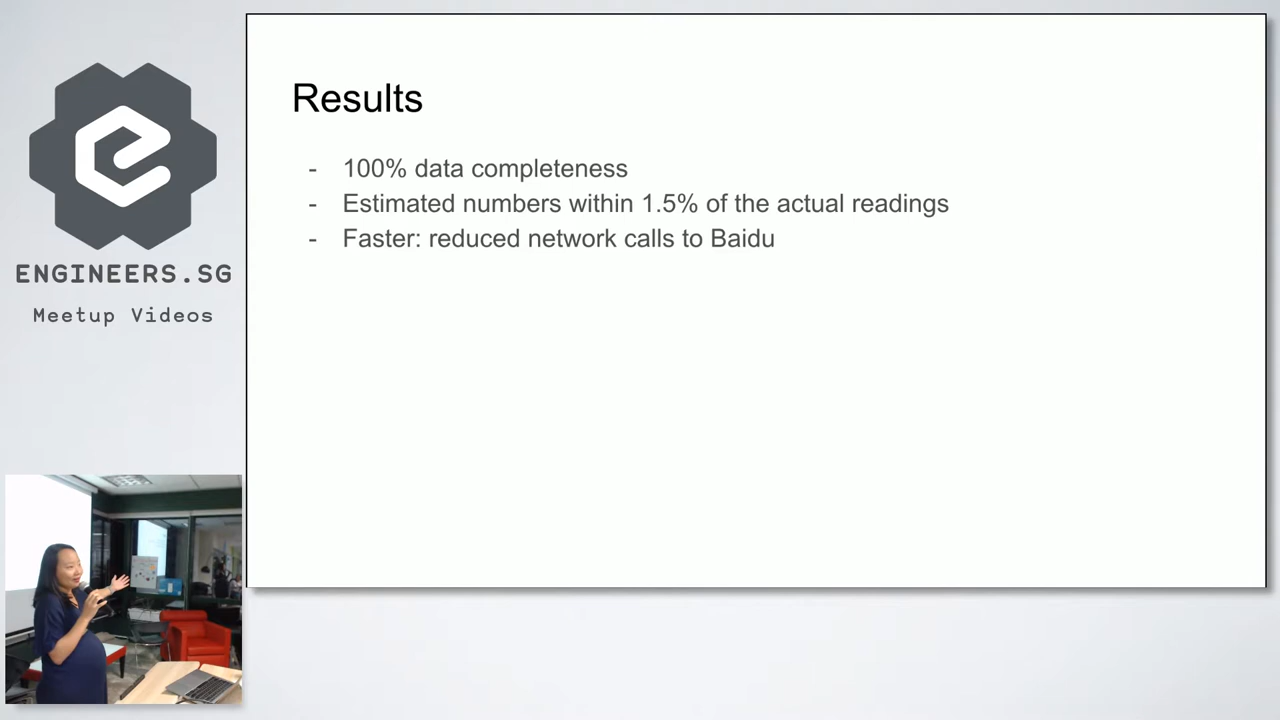 ENGINEERS.SG
Meetup Videos
Results
- 100% data completeness
- Estimated numbers within 1.5% of the actual readings
- Faster: reduced network calls to Baidu